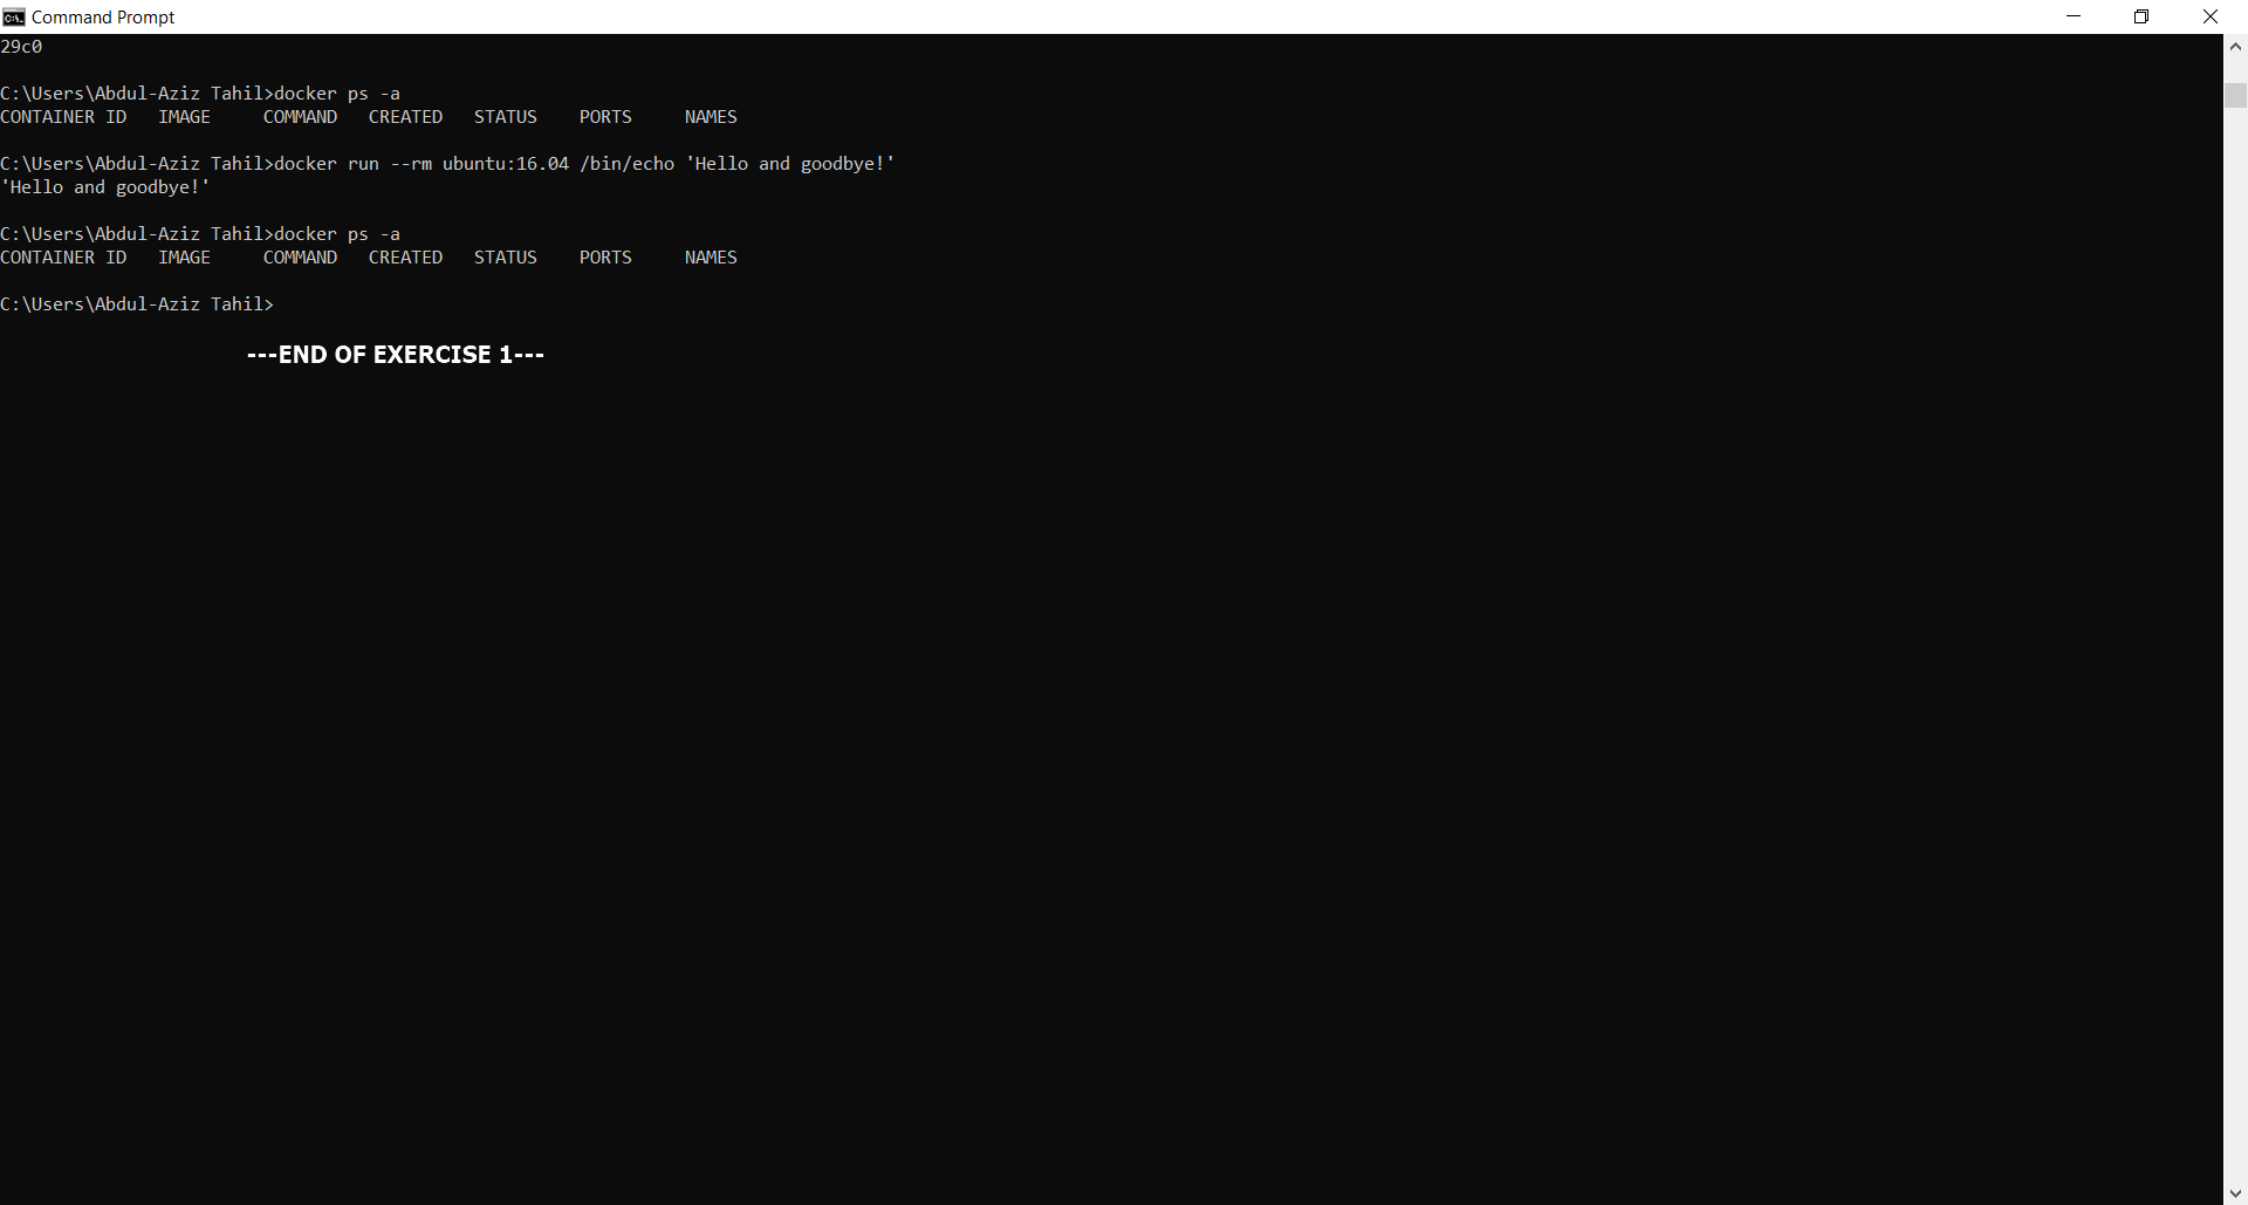 Command Prompt
29c0
C:\Users\Abdul-Aziz Tahil>docker ps -a
CONTAINER ID   IMAGE     COMMAND   CREATED   STATUS    PORTS     NAMES
C:\Users\Abdul-Aziz Tahil>docker run --rm ubuntu:16.04 /bin/echo 'Hello and goodbye!'
'Hello and goodbye!'
C:\Users\Abdul-Aziz Tahil>docker ps -a
CONTAINER ID   IMAGE     COMMAND   CREATED   STATUS    PORTS     NAMES
C:\Users\Abdul-Aziz Tahil>
---END OF EXERCISE 1---